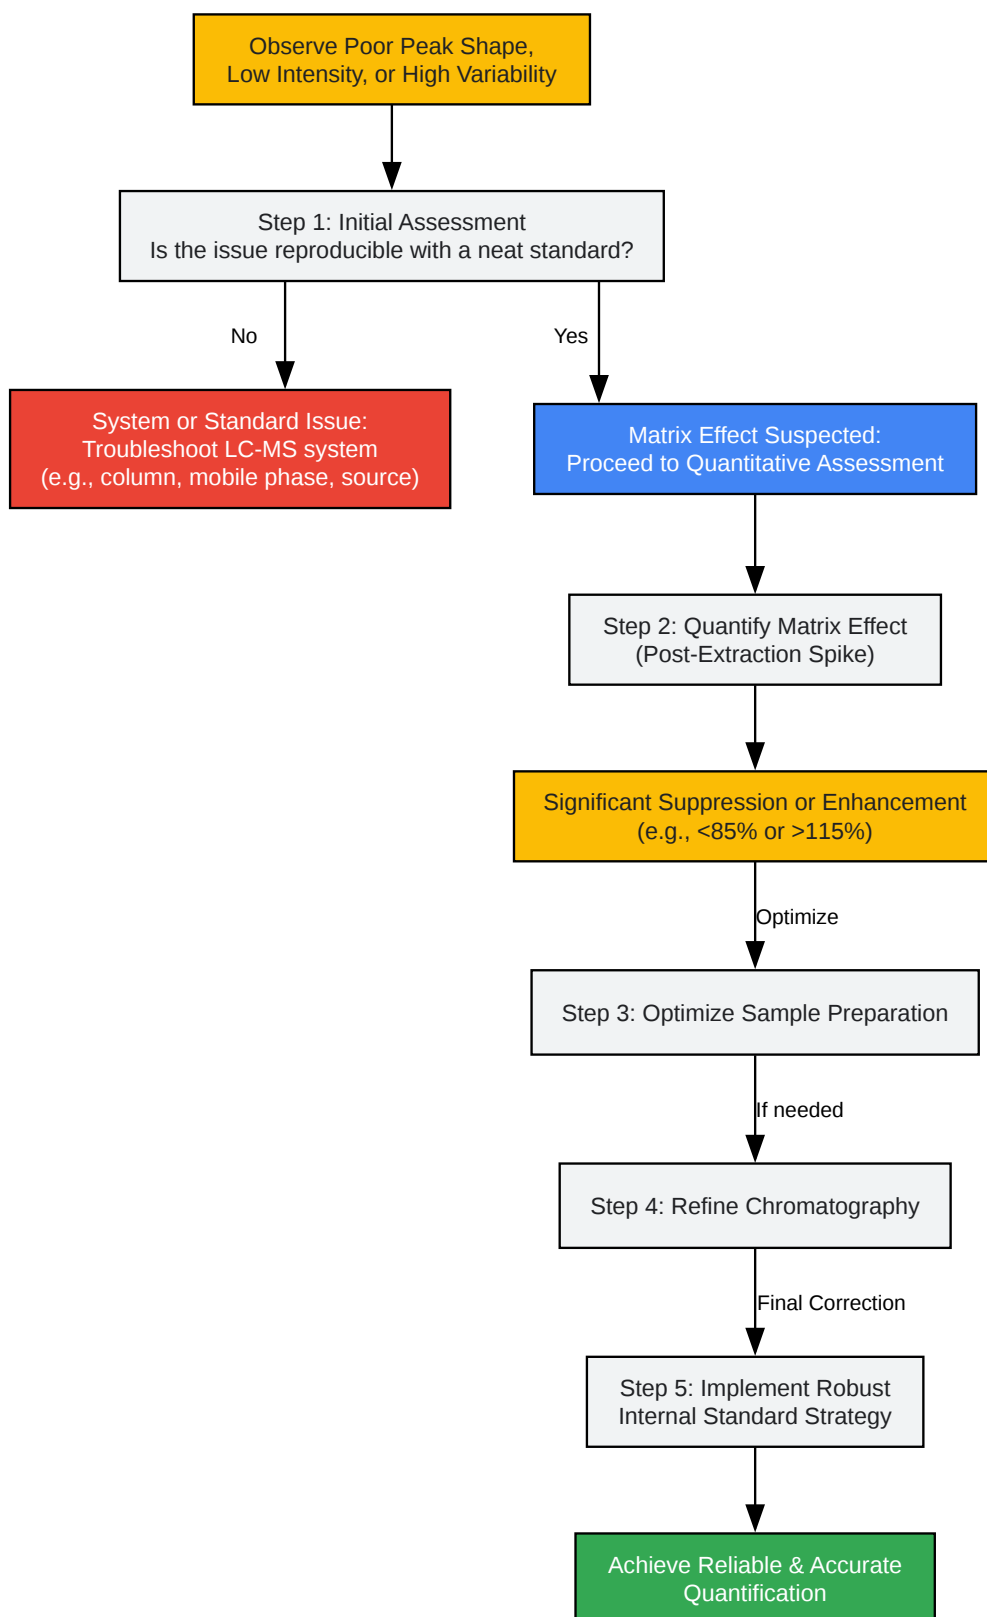 Observe Poor Peak Shape,
Low Intensity, or High Variability
Step 1: Initial Assessment
Is the issue reproducible with a neat standard?
No
Yes
System or Standard Issue:
Troubleshoot LC-MS system
(e.g., column, mobile phase, source)
Matrix Effect Suspected:
Proceed to Quantitative Assessment
Step 2: Quantify Matrix Effect
(Post-Extraction Spike)
Significant Suppression or Enhancement
(e.g., <85% or >115%)
Optimize
Step 3: Optimize Sample Preparation
If needed
Step 4: Refine Chromatography
Final Correction
Step 5: Implement Robust
Internal Standard Strategy
Achieve Reliable & Accurate
Quantification